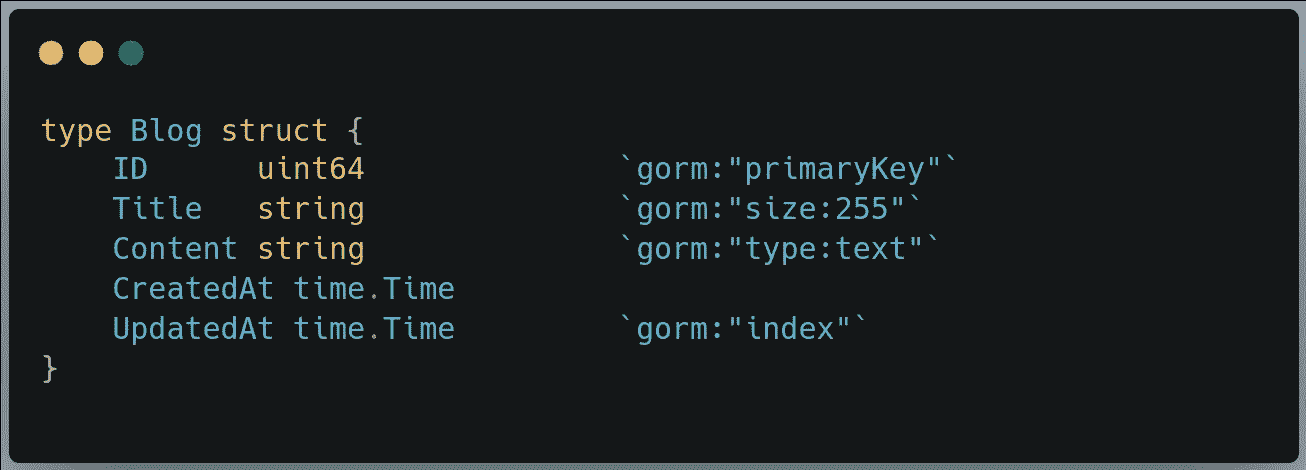 type Blog struct {
    ID      uint64              `gorm:"primaryKey"`
    Title   string              `gorm:"size:255"`
    Content string              `gorm:"type:text"`
    CreatedAt time.Time
    UpdatedAt time.Time         `gorm:"index"`
}